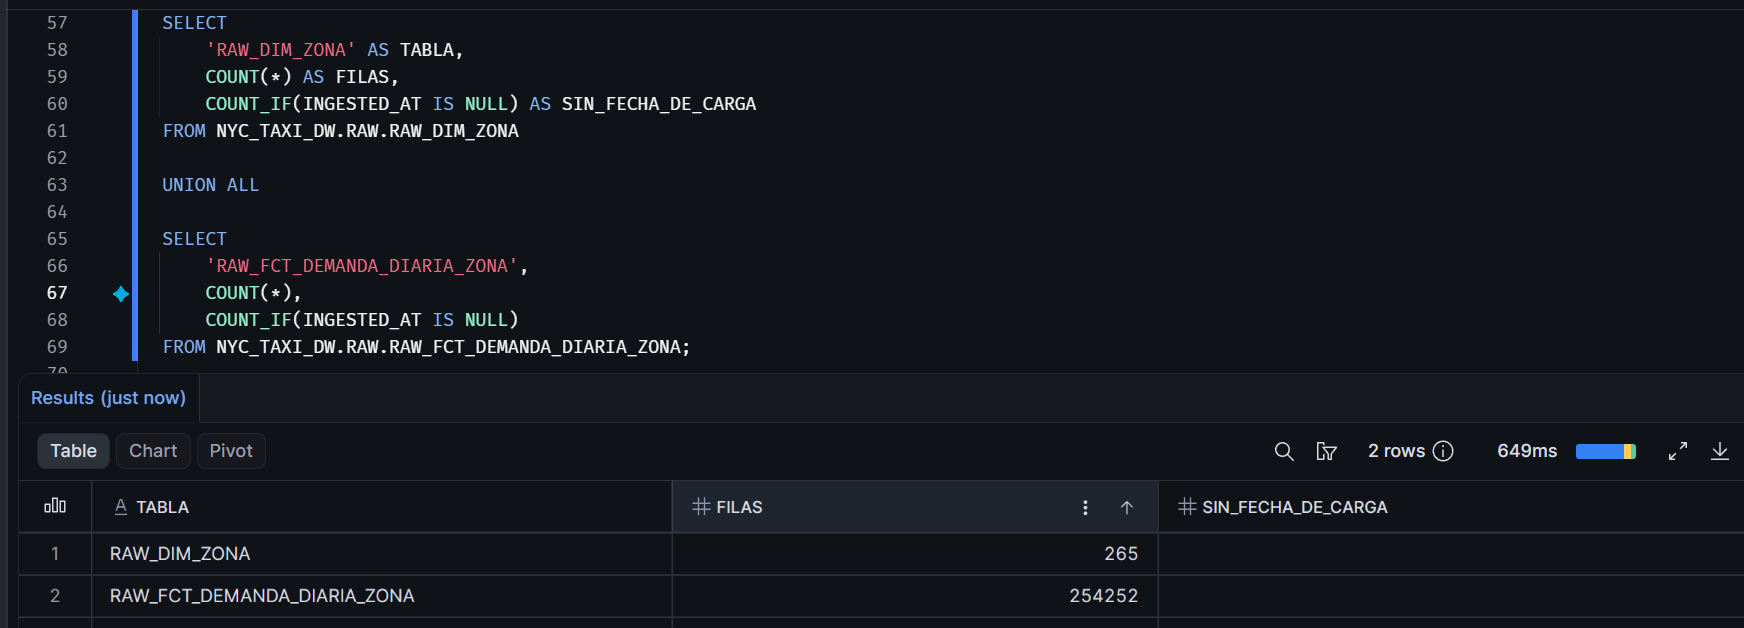 57 SELECT
58 'RAW_DIM_ZONA' AS TABLA,
59 COUNT(*) AS FILAS,
60 COUNT_IF(INGESTED_AT IS NULL) AS SIN_FECHA_DE_CARGA
61 FROM NYC_TAXI_DW.RAW.RAW_DIM_ZONA
62
63 UNION ALL
64
65 SELECT
66 'RAW_FCT_DEMANDA_DIARIA_ZONA',
67 COUNT(*),
68 COUNT_IF(INGESTED_AT IS NULL)
69 FROM NYC_TAXI_DW.RAW.RAW_FCT_DEMANDA_DIARIA_ZONA;
70
Results (just now)
Table Chart Pivot 2 rows 649ms
A TABLA # FILAS # SIN_FECHA_DE_CARGA
1 RAW_DIM_ZONA 265
2 RAW_FCT_DEMANDA_DIARIA_ZONA 254252